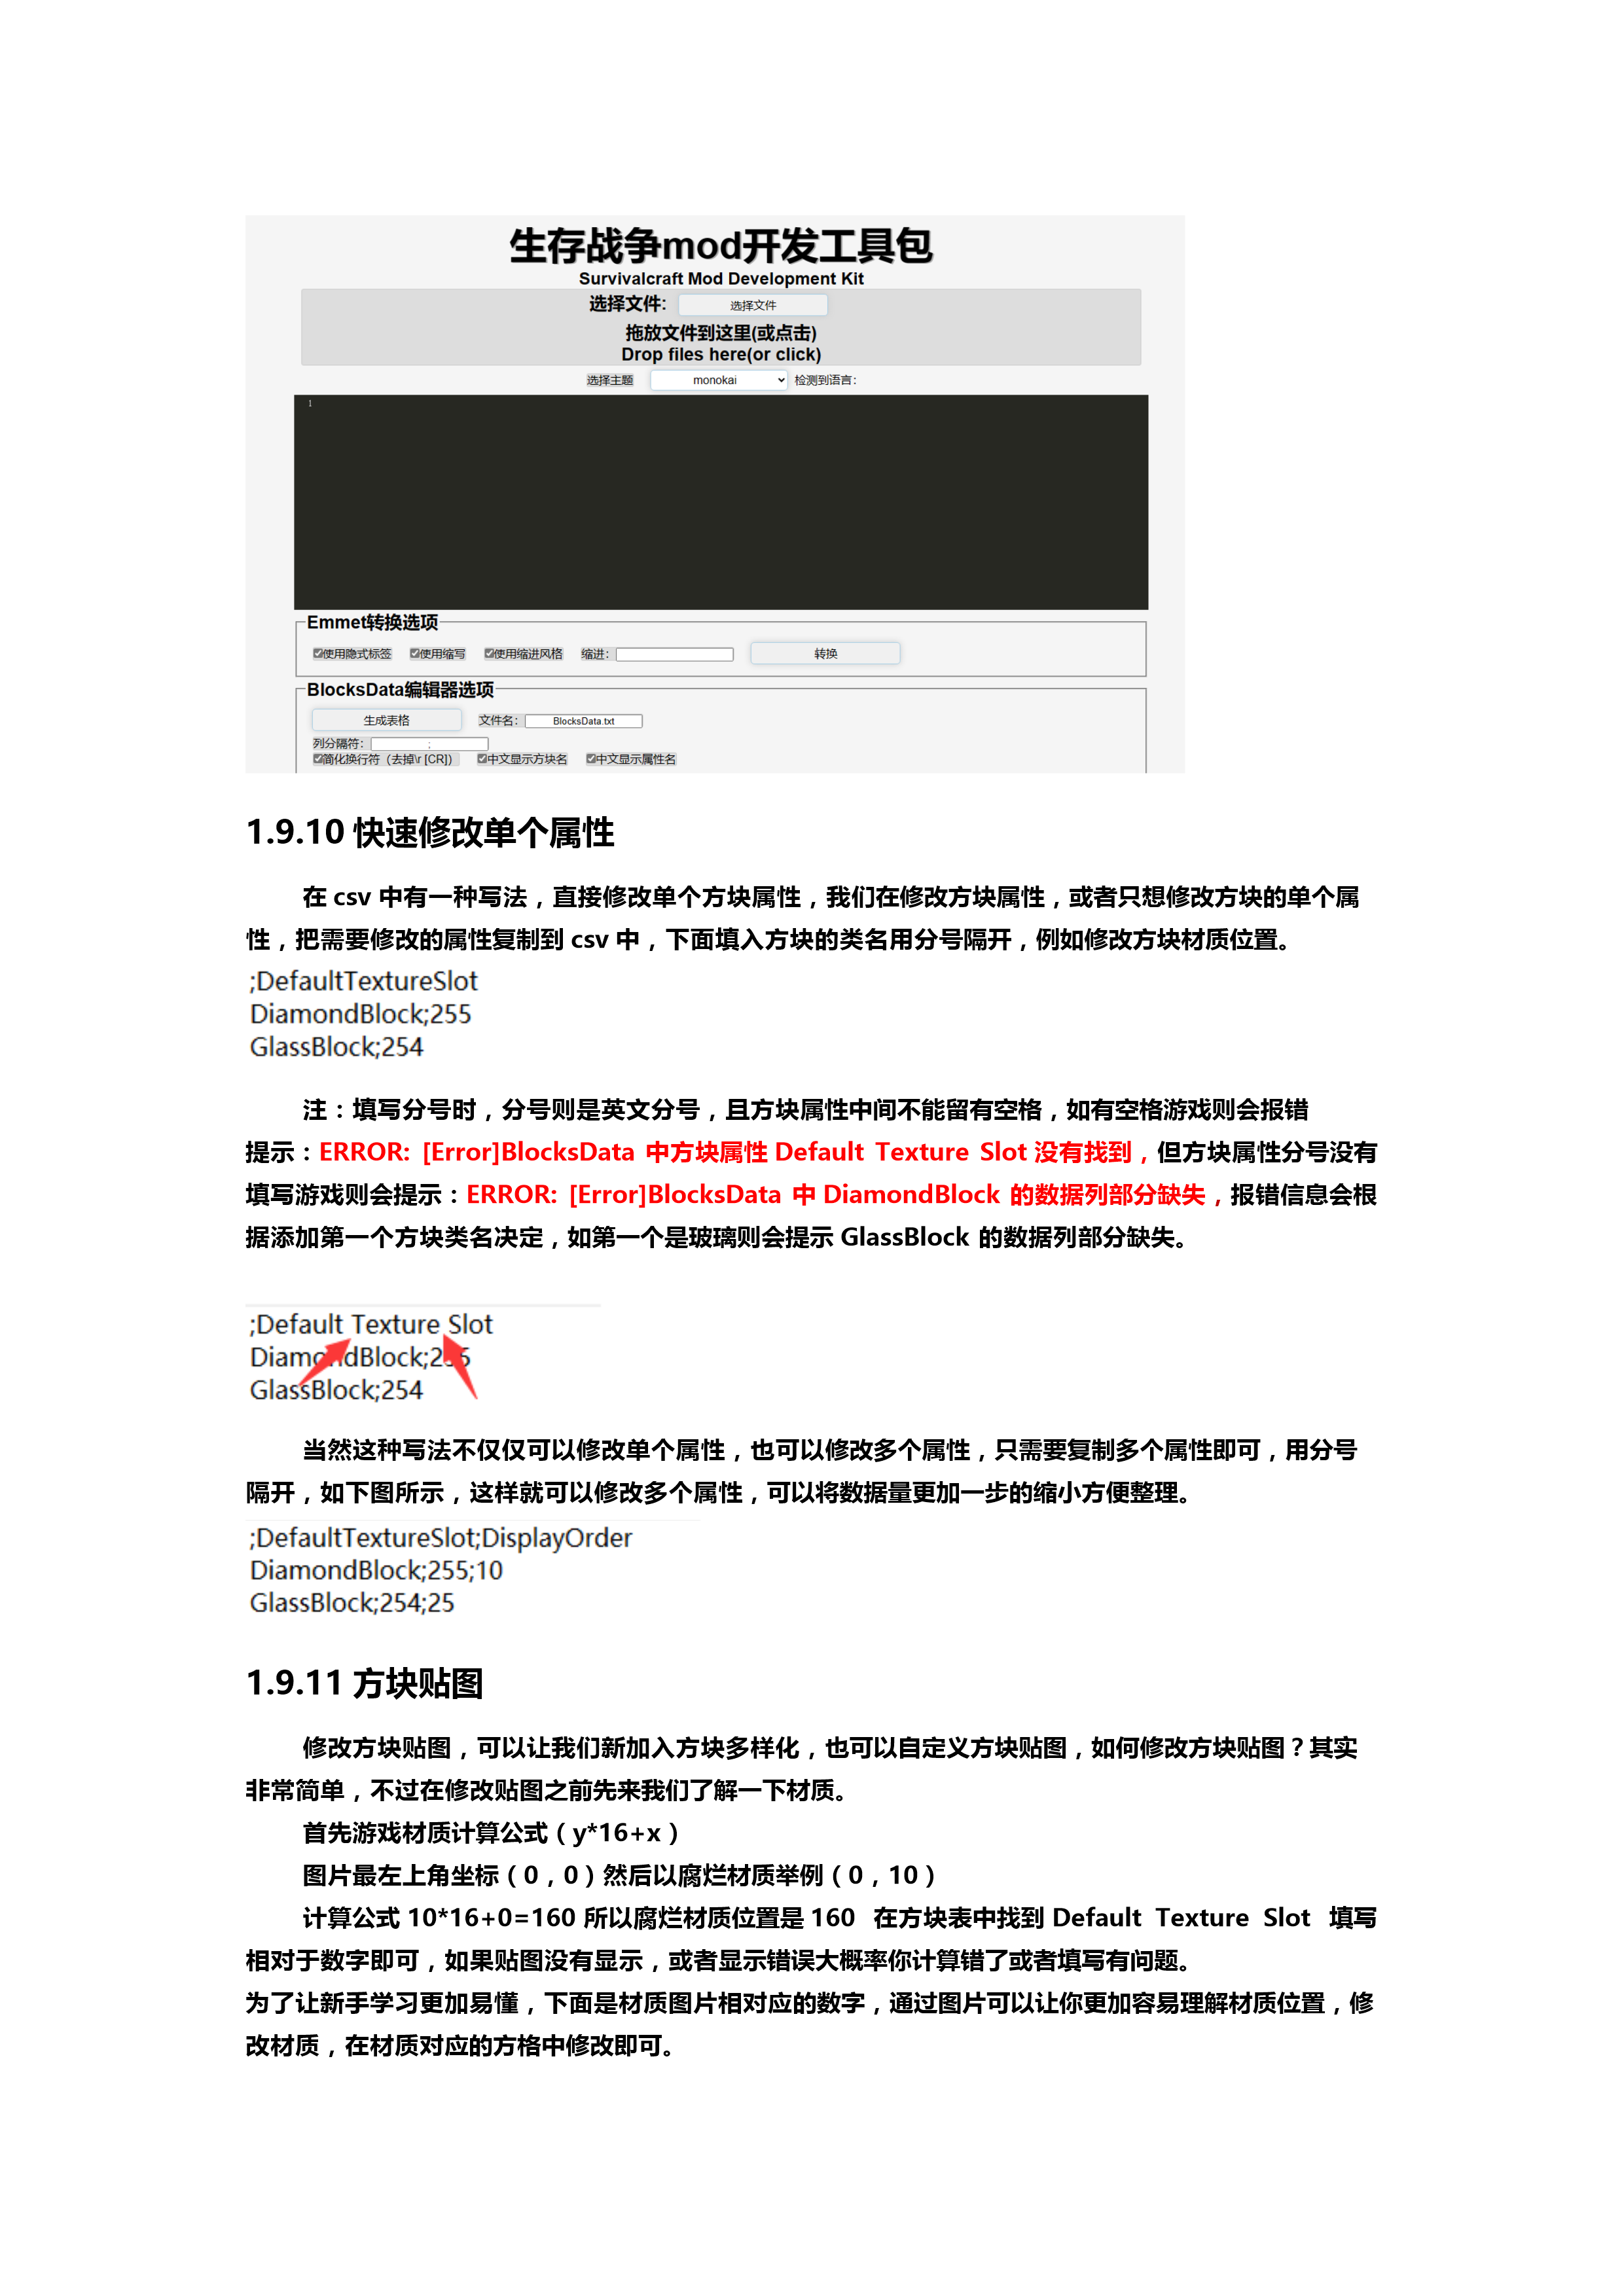 生存战争mod开发工具包
Survivalcraft Mod Development Kit
选择文件: 选择文件
拖放文件到这里(或点击)
Drop files here(or click)
选择主题 monokai 检测到语言:
1
Emmet转换选项
使用隐式标签 使用缩写 使用缩进风格 缩进: 转换
BlocksData编辑器选项
生成表格 文件名: BlocksData.txt
列分隔符: ;
简化换行符（去掉\r [CR]） 中文显示方块名 中文显示属性名
1.9.10 快速修改单个属性
在 csv 中有一种写法，直接修改单个方块属性，我们在修改方块属性，或者只想修改方块的单个属
性，把需要修改的属性复制到 csv 中，下面填入方块的类名用分号隔开，例如修改方块材质位置。
;DefaultTextureSlot
DiamondBlock;255
GlassBlock;254
注：填写分号时，分号则是英文分号，且方块属性中间不能留有空格，如有空格游戏则会报错
提示：ERROR: [Error]BlocksData 中方块属性 Default Texture Slot 没有找到，但方块属性分号没有
填写游戏则会提示：ERROR: [Error]BlocksData 中 DiamondBlock 的数据列部分缺失，报错信息会根
据添加第一个方块类名决定，如第一个是玻璃则会提示 GlassBlock 的数据列部分缺失。
;Default Texture Slot
DiamondBlock;255
GlassBlock;254
当然这种写法不仅仅可以修改单个属性，也可以修改多个属性，只需要复制多个属性即可，用分号
隔开，如下图所示，这样就可以修改多个属性，可以将数据量更加一步的缩小方便整理。
;DefaultTextureSlot;DisplayOrder
DiamondBlock;255;10
GlassBlock;254;25
1.9.11 方块贴图
修改方块贴图，可以让我们新加入方块多样化，也可以自定义方块贴图，如何修改方块贴图？其实
非常简单，不过在修改贴图之前先来我们了解一下材质。
首先游戏材质计算公式（y*16+x）
图片最左上角坐标（0，0）然后以腐烂材质举例（0，10）
计算公式 10*16+0=160 所以腐烂材质位置是 160 在方块表中找到 Default Texture Slot 填写
相对于数字即可，如果贴图没有显示，或者显示错误大概率你计算错了或者填写有问题。
为了让新手学习更加易懂，下面是材质图片相对应的数字，通过图片可以让你更加容易理解材质位置，修
改材质，在材质对应的方格中修改即可。